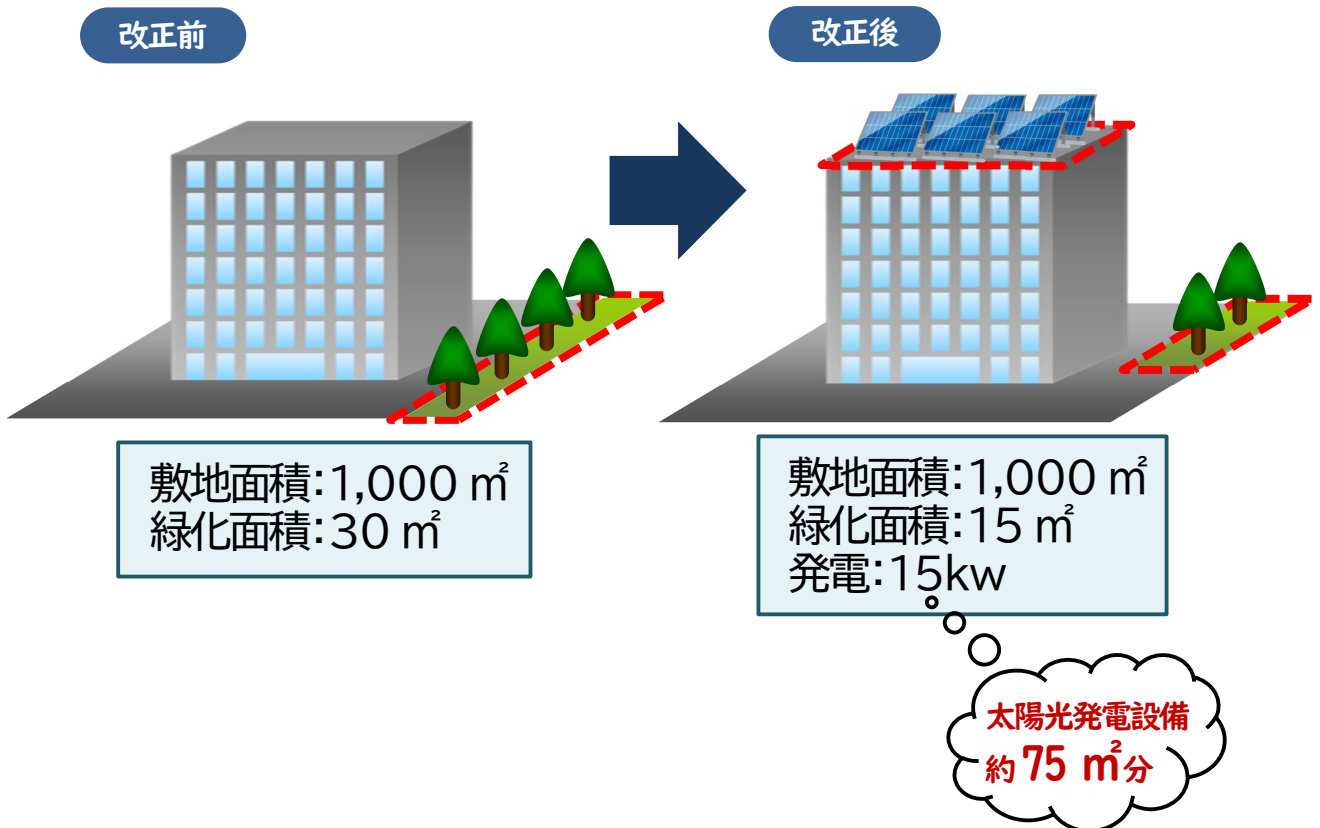 改正前
改正後
敷地面積:1,000 ㎡
緑化面積:30 ㎡
敷地面積:1,000 ㎡
緑化面積:15 ㎡
発電:15kw
太陽光発電設備
約75 ㎡分